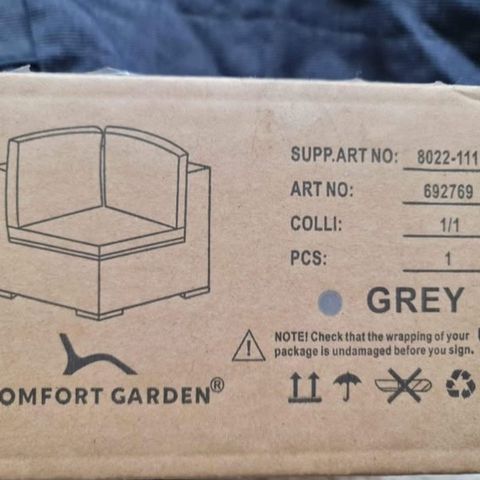 SUPP.ART NO: 8022-111
ART NO: 692769
COLLI: 1/1
PCS: 1
GREY
NOTE! Check that the wrapping of your
package is undamaged before you sign.
OMFORT GARDEN®